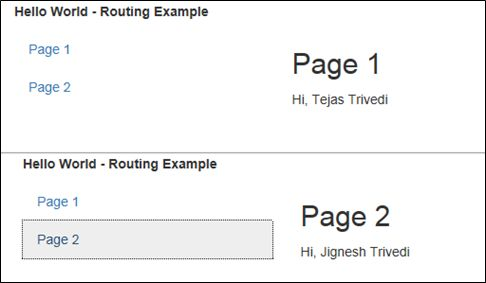 Hello World - Routing Example
Page 1
Page 2
Page 1
Hi, Tejas Trivedi
Hello World - Routing Example
Page 1
Page 2
Page 2
Hi, Jignesh Trivedi